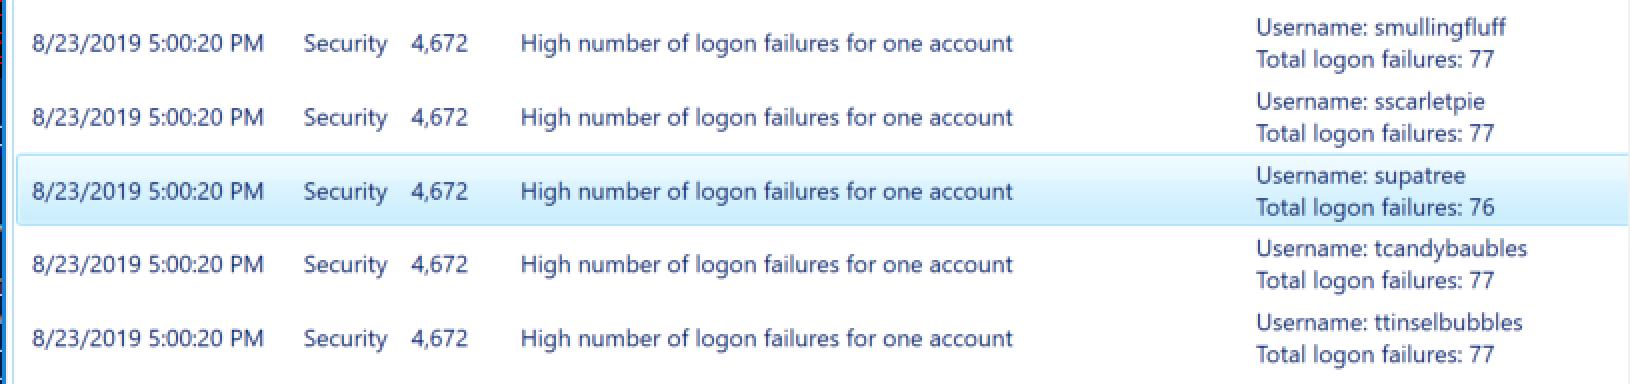 8/23/2019 5:00:20 PM Security 4,672 High number of logon failures for one account Username: smullingfluff
Total logon failures: 77
8/23/2019 5:00:20 PM Security 4,672 High number of logon failures for one account Username: sscarletpie
Total logon failures: 77
8/23/2019 5:00:20 PM Security 4,672 High number of logon failures for one account Username: supatree
Total logon failures: 76
8/23/2019 5:00:20 PM Security 4,672 High number of logon failures for one account Username: tcandybaubles
Total logon failures: 77
8/23/2019 5:00:20 PM Security 4,672 High number of logon failures for one account Username: ttinselbubbles
Total logon failures: 77